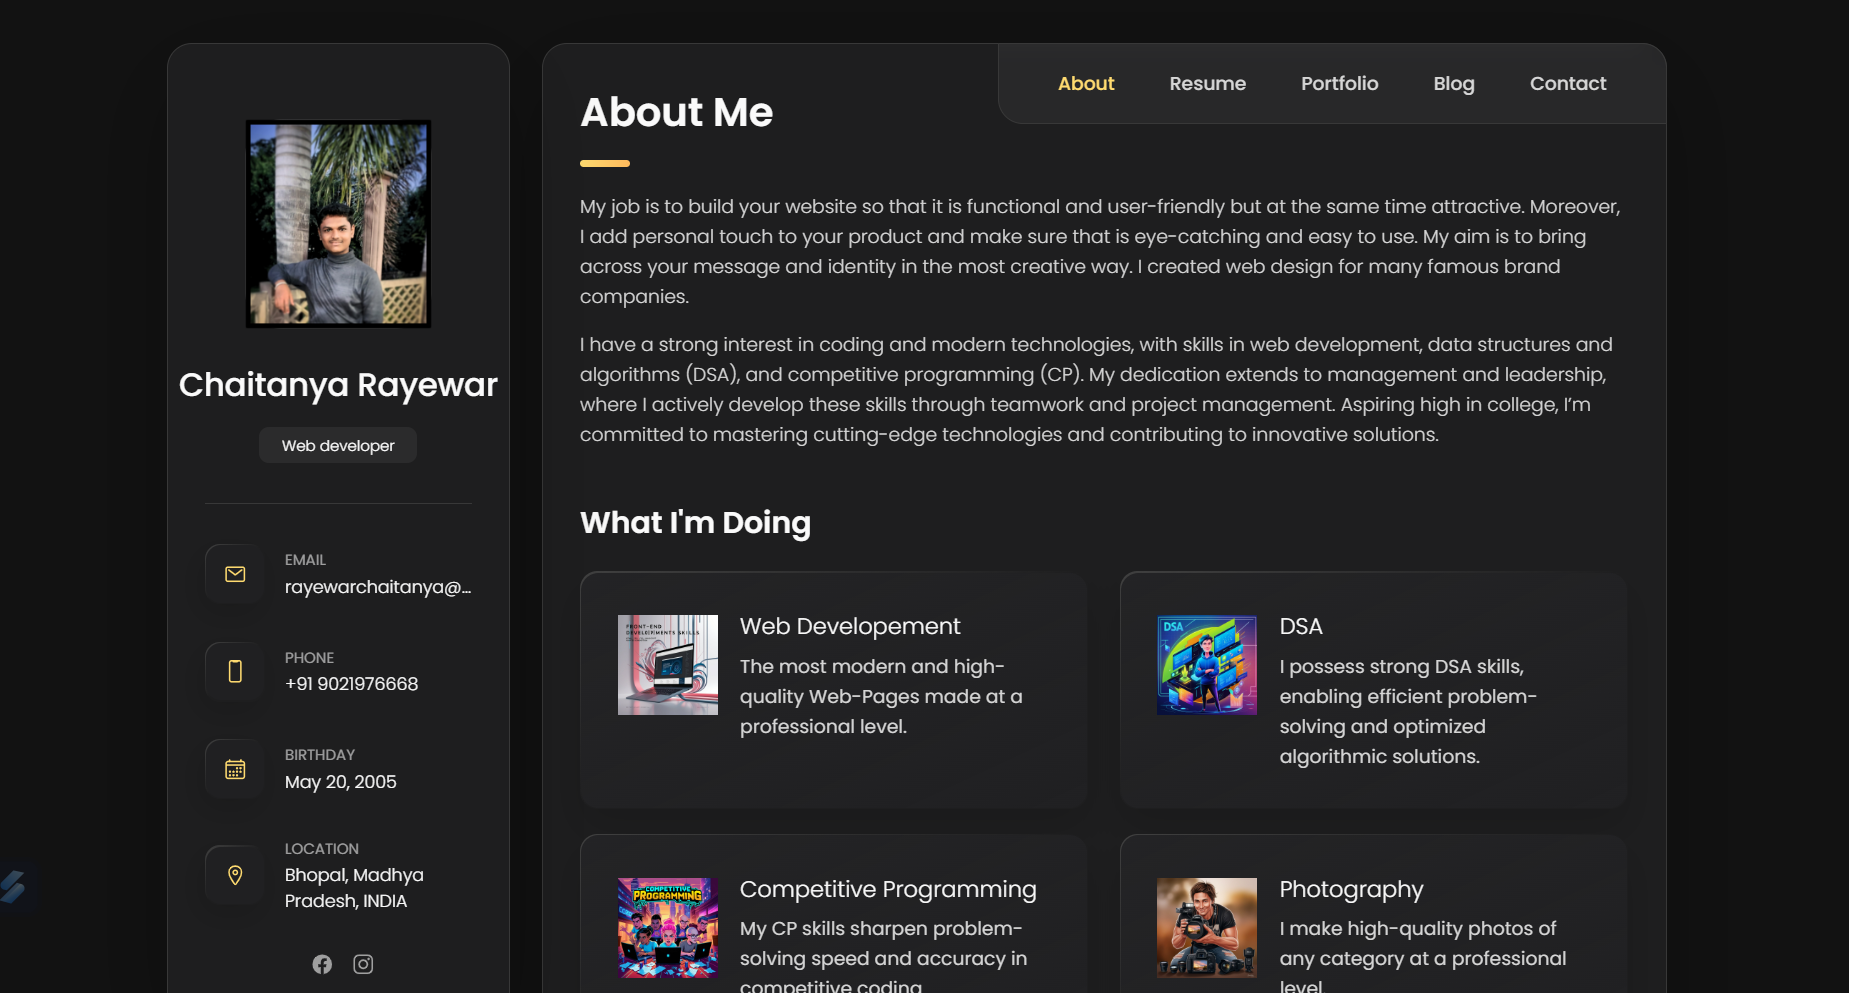 Chaitanya Rayewar
Web developer
EMAIL
rayewarchaitanya@...
PHONE
+91 9021976668
BIRTHDAY
May 20, 2005
LOCATION
Bhopal, Madhya
Pradesh, INDIA
About
Resume
Portfolio
Blog
Contact
About Me
My job is to build your website so that it is functional and user-friendly but at the same time attractive. Moreover,
I add personal touch to your product and make sure that is eye-catching and easy to use. My aim is to bring
across your message and identity in the most creative way. I created web design for many famous brand
companies.
I have a strong interest in coding and modern technologies, with skills in web development, data structures and
algorithms (DSA), and competitive programming (CP). My dedication extends to management and leadership,
where I actively develop these skills through teamwork and project management. Aspiring high in college, I’m
committed to mastering cutting-edge technologies and contributing to innovative solutions.
What I'm Doing
FRONT-END
Web Developement
The most modern and high-
quality Web-Pages made at a
professional level.
DSA
DSA
I possess strong DSA skills,
enabling efficient problem-
solving and optimized
algorithmic solutions.
COMPETITIVE
PROGRAMMING
Competitive Programming
My CP skills sharpen problem-
solving speed and accuracy in
competitive coding
Photography
I make high-quality photos of
any category at a professional
level